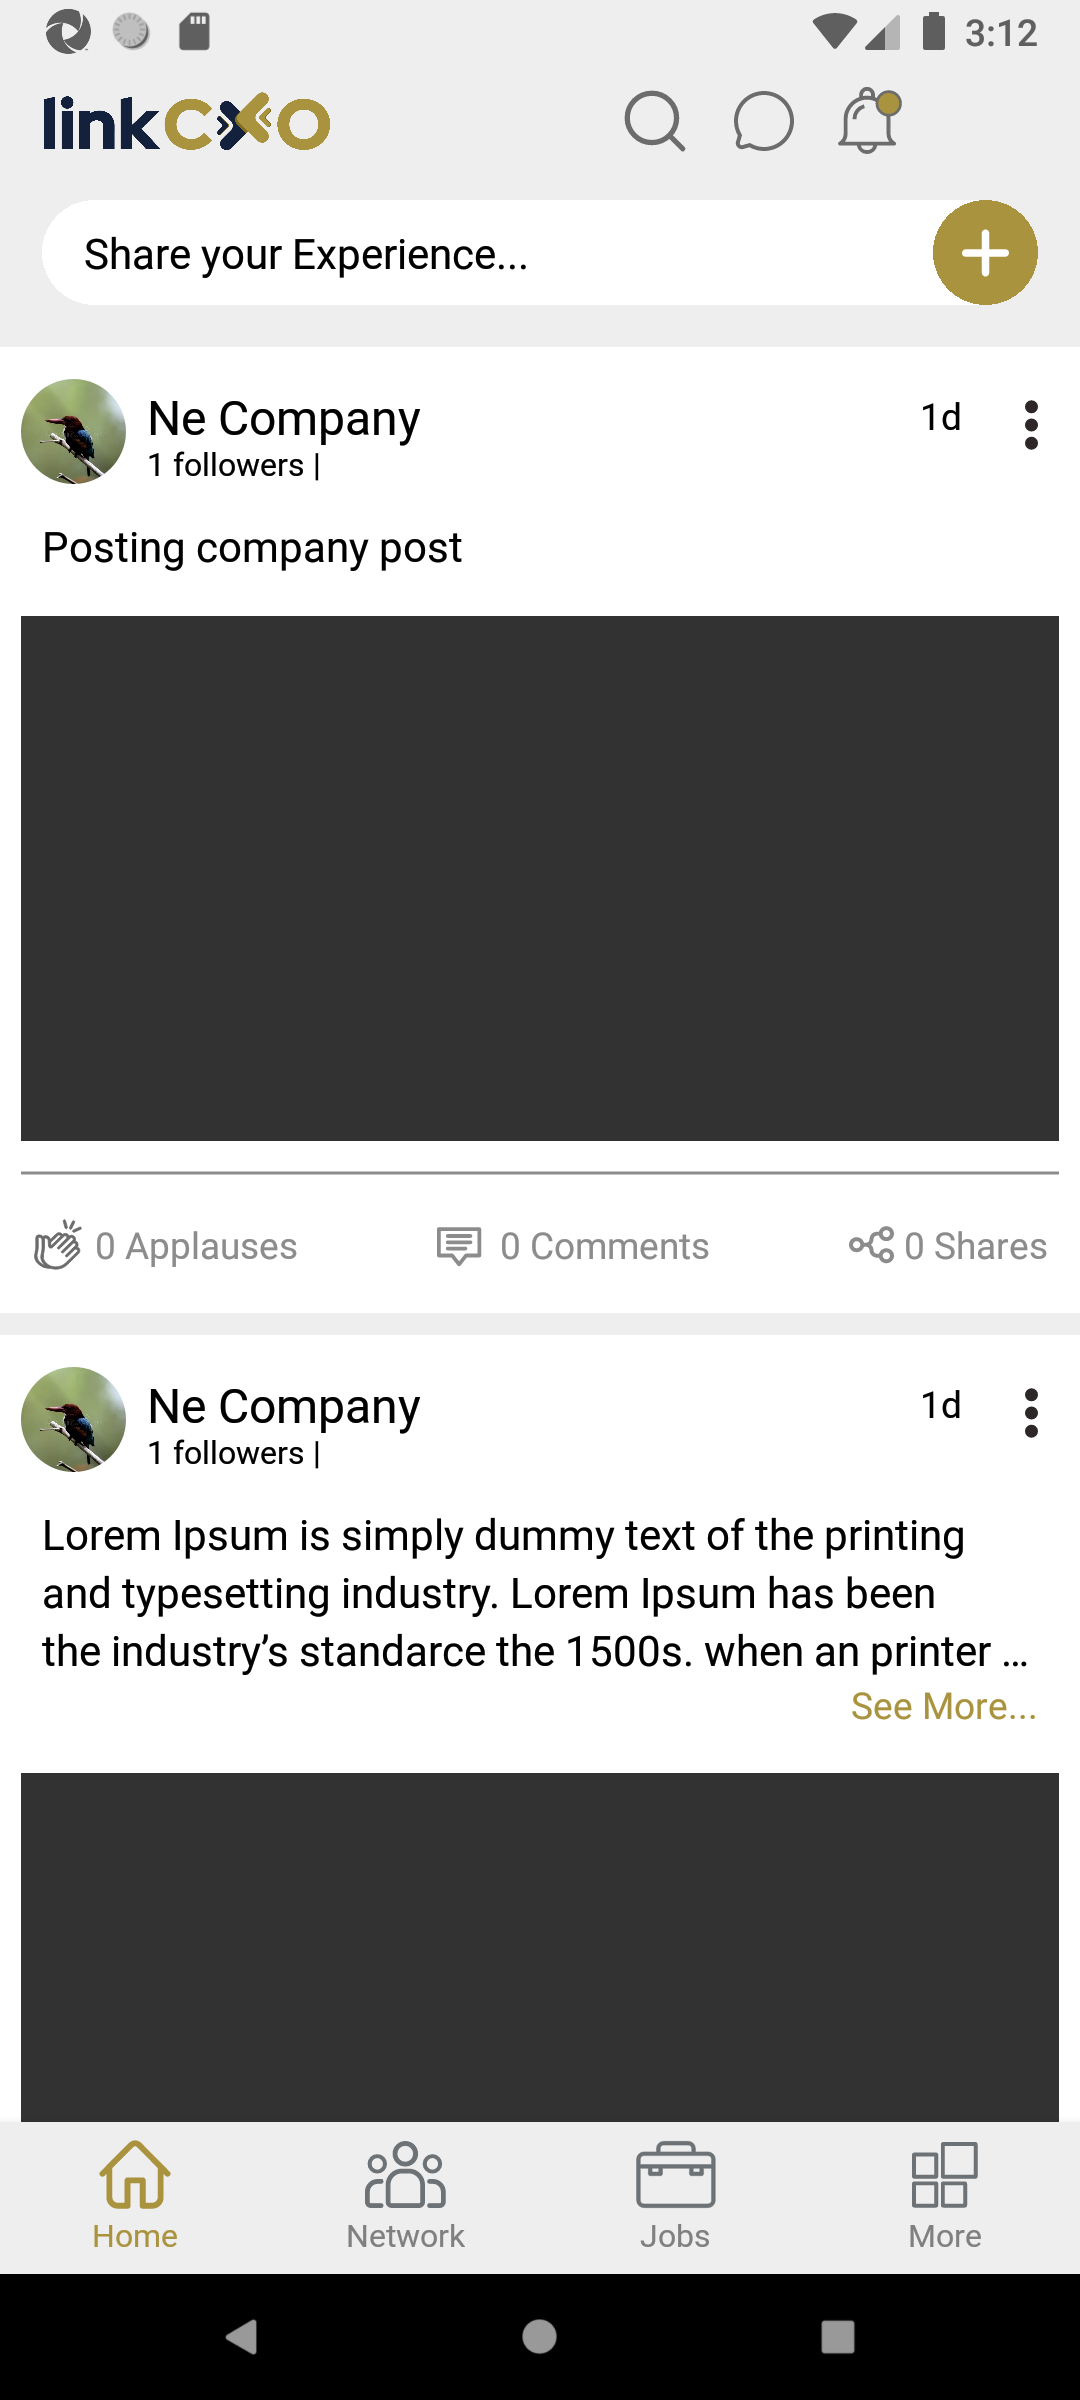 3:12
linkCXO
Share your Experience...
Ne Company
1d
1 followers |
Posting company post
0 Applauses
0 Comments
0 Shares
Ne Company
1d
1 followers |
Lorem Ipsum is simply dummy text of the printing
and typesetting industry. Lorem Ipsum has been
the industry’s standarce the 1500s. when an printer ...
See More...
Home
Network
Jobs
More